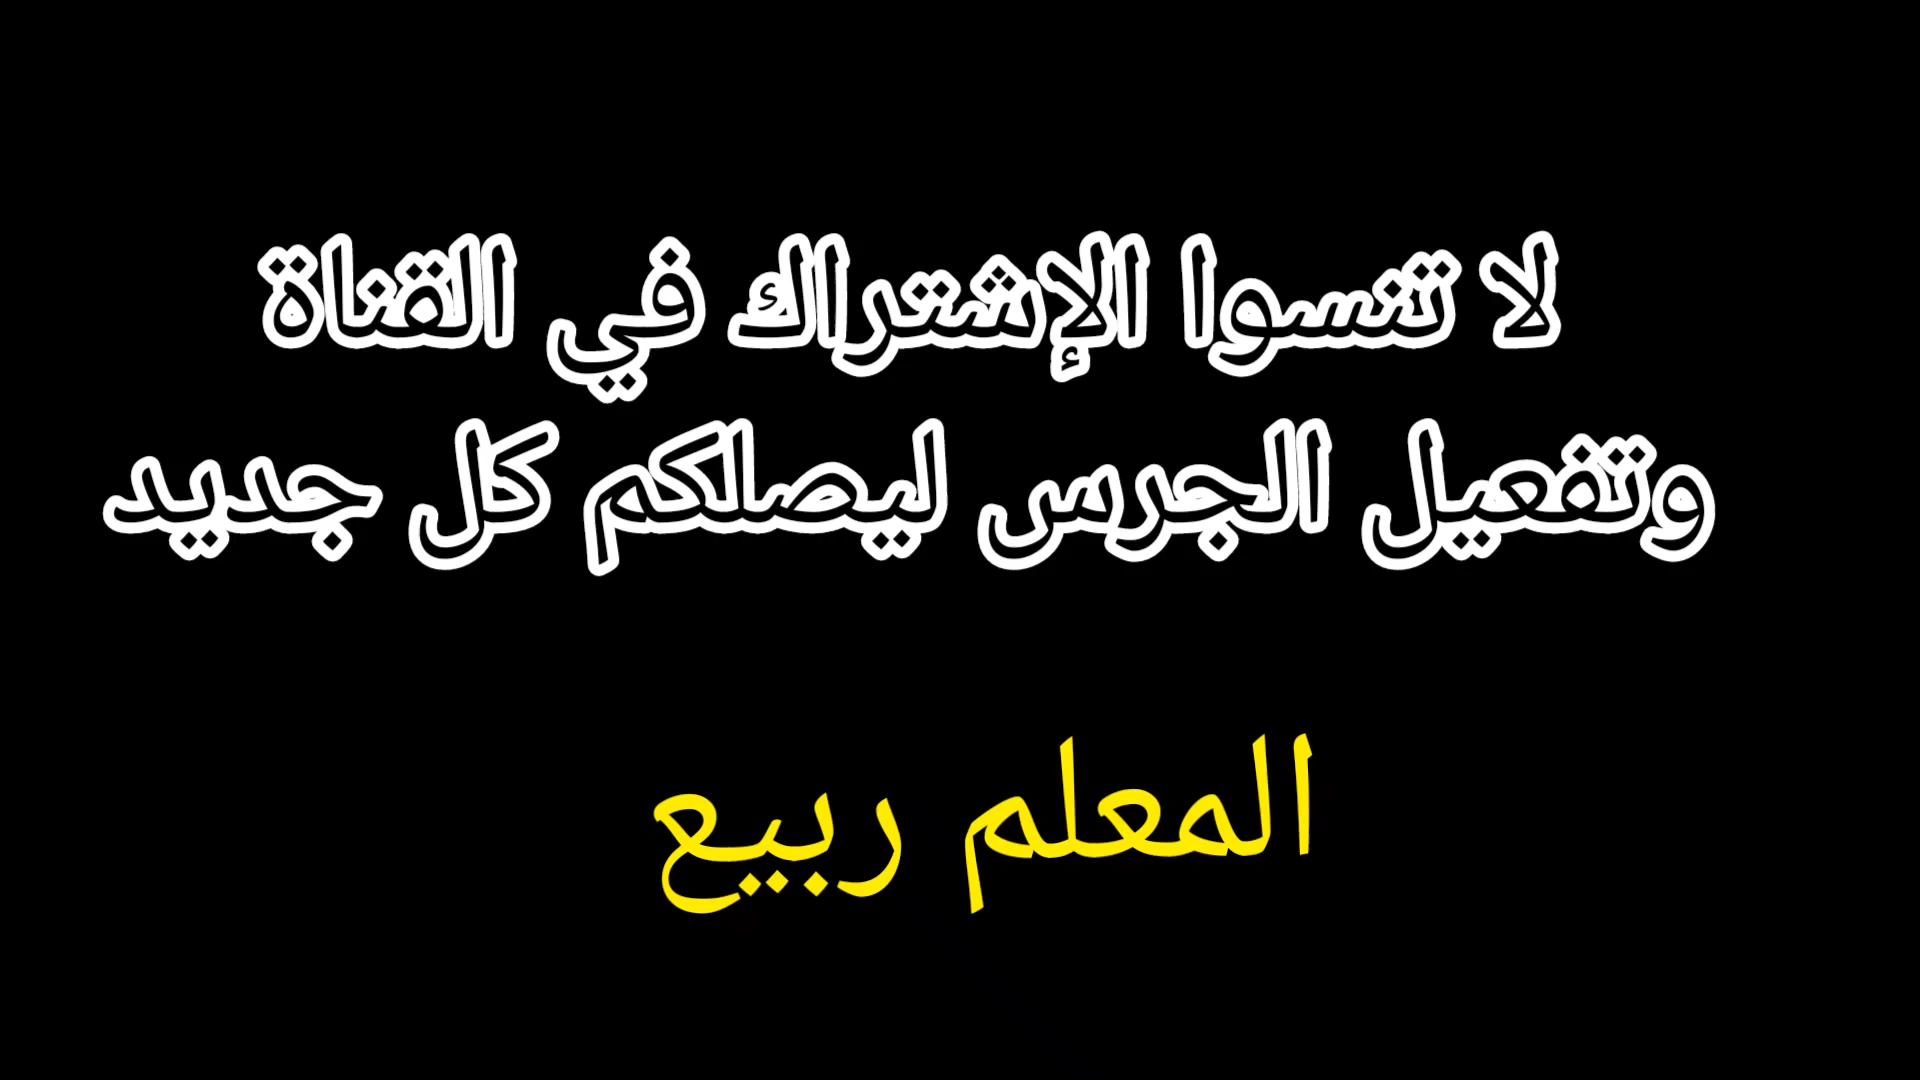 لا تنسوا الإشتراك في القناة
وتفعيل الجرس ليصلكم كل جديد
المعلم ربيع